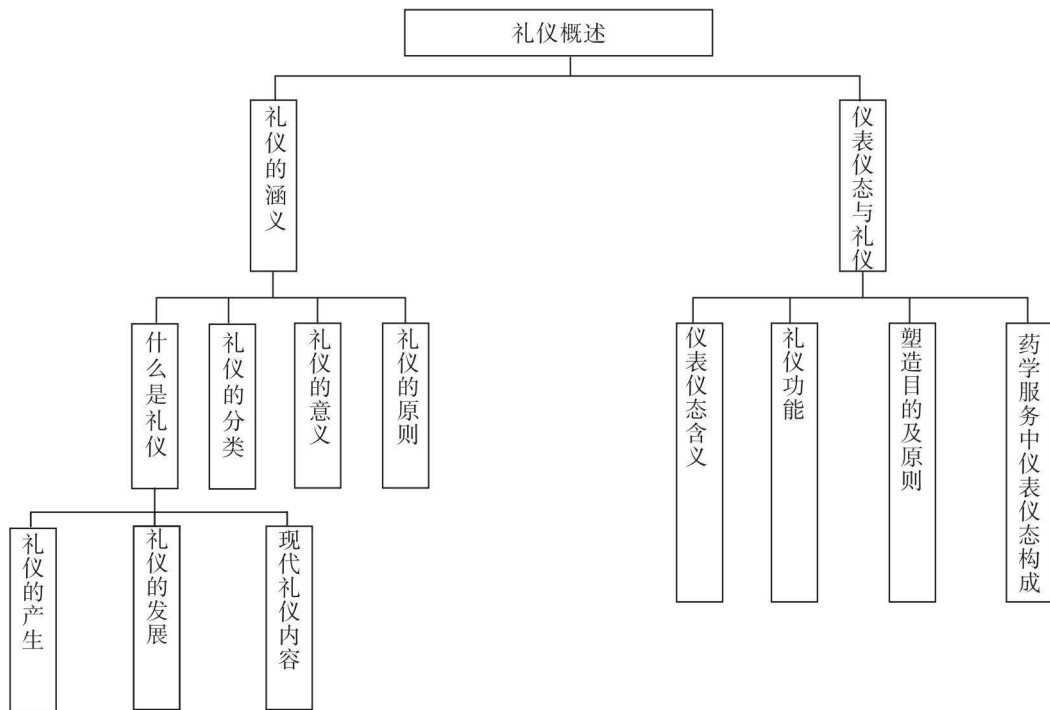 礼仪概述
礼仪的涵义
仪表仪态与礼仪
什么是礼仪
礼仪的分类
礼仪的意义
礼仪的原则
仪表仪态含义
礼仪功能
塑造目的及原则
药学服务中仪表仪态构成
礼仪的产生
礼仪的发展
现代礼仪内容